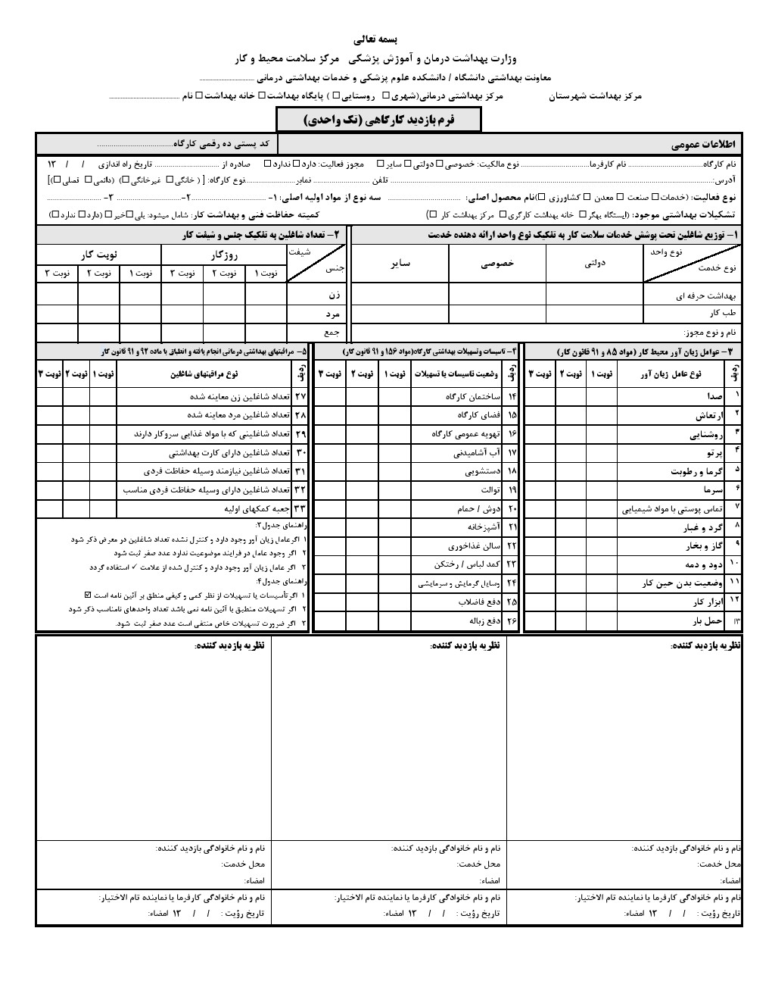 بسمه تعالی
وزارت بهداشت درمان و آموزش پزشکی مرکز سلامت محیط و کار
معاونت بهداشتی دانشگاه / دانشکده علوم پزشکی و خدمات بهداشتی درمانی ..............................
مرکز بهداشت شهرستان مرکز بهداشتی درمانی(شهری☐ روستایی☐ ) پایگاه بهداشت☐ خانه بهداشت☐ نام ..............................
فرم بازدید کارگاهی (تک واحدی)
اطلاعات عمومی کد پستی ده رقمی کارگاه..............................
نام کارگاه.............................. نام کارفرما.............................. نوع مالکیت: خصوصی☐ دولتی☐ سایر☐ مجوز فعالیت: دارد☐ ندارد☐ صادره از .............................. تاریخ راه اندازی / / ۱۳
آدرس:.............................. تلفن .............................. نمابر..............................نوع کارگاه: [ ( خانگی☐ غیرخانگی☐) (دائمی ☐ فصلی ☐)]
نوع فعالیت: (خدمات☐ صنعت ☐ معدن ☐ کشاورزی ☐)نام محصول اصلی: .............................. سه نوع از مواد اولیه اصلی: ۱- ..............................۲- .............................. ۳- ..............................
تشکیلات بهداشتی موجود: (ایستگاه بهگر ☐ خانه بهداشت کارگری ☐ مرکز بهداشت کار ☐) کمیته حفاظت فنی و بهداشت کار: شامل میشود: بلی☐خیر☐ (دارد ☐ ندارد☐)
۱- توزیع شاغلین تحت پوشش خدمات سلامت کار به تفکیک نوع واحد ارائه دهنده خدمت
نوع واحد
نوع خدمت
دولتی خصوصی سایر
بهداشت حرفه ای
طب کار
نام و نوع مجوز:
۲- تعداد شاغلین به تفکیک جنس و شیفت کار
شیفت
جنس
روزکار نوبت کار
نوبت ۱ نوبت ۲ نوبت ۳ نوبت ۱ نوبت ۲ نوبت ۳
زن
مرد
جمع
۳- عوامل زیان آور محیط کار (مواد ۸۵ و ۹۱ قانون کار)
ردیف نوع عامل زیان آور نوبت ۱ نوبت ۲ نوبت ۳
۱ صدا
۲ ارتعاش
۳ روشنایی
۴ پرتو
۵ گرما و رطوبت
۶ سرما
۷ تماس پوستی با مواد شیمیایی
۸ گرد و غبار
۹ گاز و بخار
۱۰ دود و دمه
۱۱ وضعیت بدن حین کار
۱۲ ابزار کار
۱۳ حمل بار
۴- تاسیسات وتسهیلات بهداشتی کارگاه(مواد ۱۵۶ و ۹۱ قانون کار)
ردیف وضعیت تاسیسات یا تسهیلات نوبت ۱ نوبت ۲ نوبت ۳
۱۴ ساختمان کارگاه
۱۵ فضای کارگاه
۱۶ تهویه عمومی کارگاه
۱۷ آب آشامیدنی
۱۸ دستشویی
۱۹ توالت
۲۰ دوش / حمام
۲۱ آشپزخانه
۲۲ سالن غذاخوری
۲۳ کمد لباس / رختکن
۲۴ وسایل گرمایش و سرمایشی
۲۵ دفع فاضلاب
۲۶ دفع زباله
۵- مراقبتهای بهداشتی درمانی انجام یافته و انطباق با ماده ۹۲ و ۹۱ قانون کار
ردیف نوع مراقبتهای شاغلین نوبت ۱ نوبت ۲ نوبت ۳
۲۷ تعداد شاغلین زن معاینه شده
۲۸ تعداد شاغلین مرد معاینه شده
۲۹ تعداد شاغلینی که با مواد غذایی سروکار دارند
۳۰ تعداد شاغلین دارای کارت بهداشتی
۳۱ تعداد شاغلین نیازمند وسیله حفاظت فردی
۳۲ تعداد شاغلین دارای وسیله حفاظت فردی مناسب
۳۳ جعبه کمکهای اولیه
راهنمای جدول۳:
۱ اگرعامل زیان آور وجود دارد و کنترل نشده تعداد شاغلین در معرض ذکر شود
۲ اگر وجود عامل در فرایند موضوعیت ندارد عدد صفر ثبت شود
۳ اگر عامل زیان آور وجود دارد و کنترل شده از علامت ✓ استفاده گردد
راهنمای جدول۴:
۱ اگرتأسیسات یا تسهیلات از نظر کمی و کیفی منطق بر آئین نامه است ☑
۲ اگر تسهیلات منطبق با آئین نامه نمی باشد تعداد واحدهای نامناسب ذکر شود
۳ اگر ضرورت تسهیلات خاص منتفی است عدد صفر ثبت شود.
نظریه بازدید کننده: نظریه بازدید کننده: نظریه بازدید کننده:
نام و نام خانوادگی بازدید کننده: نام و نام خانوادگی بازدید کننده: نام و نام خانوادگی بازدید کننده:
محل خدمت: محل خدمت: محل خدمت:
امضاء: امضاء: امضاء:
نام و نام خانوادگی کارفرما یا نماینده تام الاختیار: نام و نام خانوادگی کارفرما یا نماینده تام الاختیار: نام و نام خانوادگی کارفرما یا نماینده تام الاختیار:
تاریخ رؤیت : / / ۱۳ امضاء: تاریخ رؤیت : / / ۱۳ امضاء: تاریخ رؤیت : / / ۱۳ امضاء: